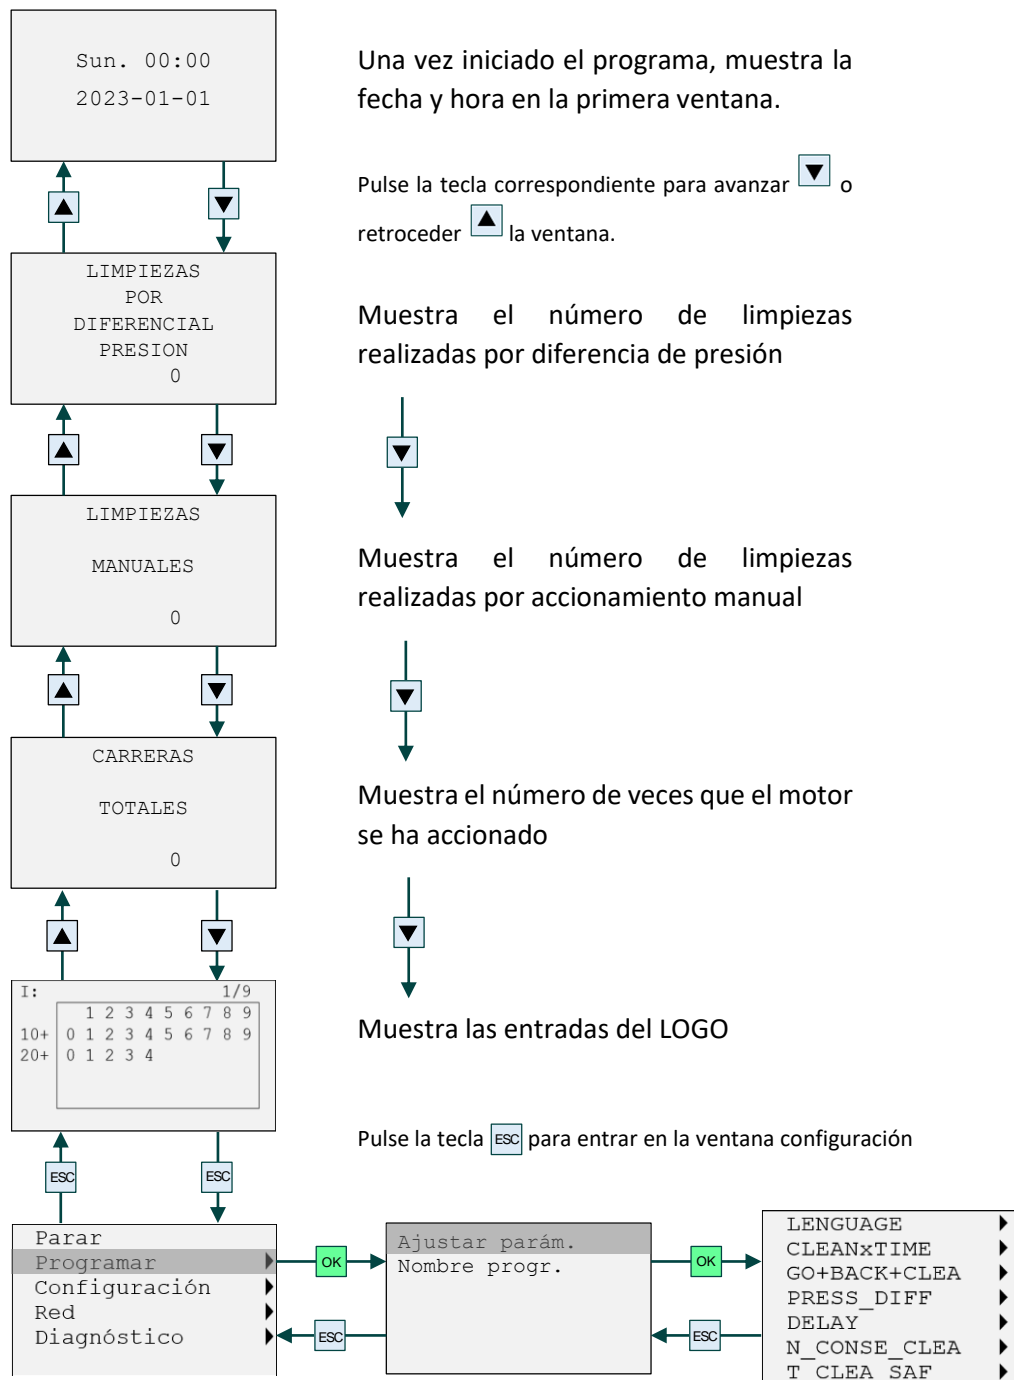 Sun. 00:00
2023-01-01
Una vez iniciado el programa, muestra la
fecha y hora en la primera ventana.
Pulse la tecla correspondiente para avanzar ▼ o
retroceder ▲ la ventana.
LIMPIEZAS
POR
DIFERENCIAL
PRESION
0
Muestra el número de limpiezas
realizadas por diferencia de presión
LIMPIEZAS
MANUALES
0
Muestra el número de limpiezas
realizadas por accionamiento manual
CARRERAS
TOTALES
0
Muestra el número de veces que el motor
se ha accionado
I: 1/9
1 2 3 4 5 6 7 8 9
10+ 0 1 2 3 4 5 6 7 8 9
20+ 0 1 2 3 4
Muestra las entradas del LOGO
Pulse la tecla ESC para entrar en la ventana configuración
ESC
ESC
Parar
Programar
Configuración
Red
Diagnóstico
OK
ESC
Ajustar parám.
Nombre progr.
OK
ESC
LENGUAGE
CLEANxTIME
GO+BACK+CLEA
PRESS_DIFF
DELAY
N_CONSE_CLEA
T_CLEA_SAF